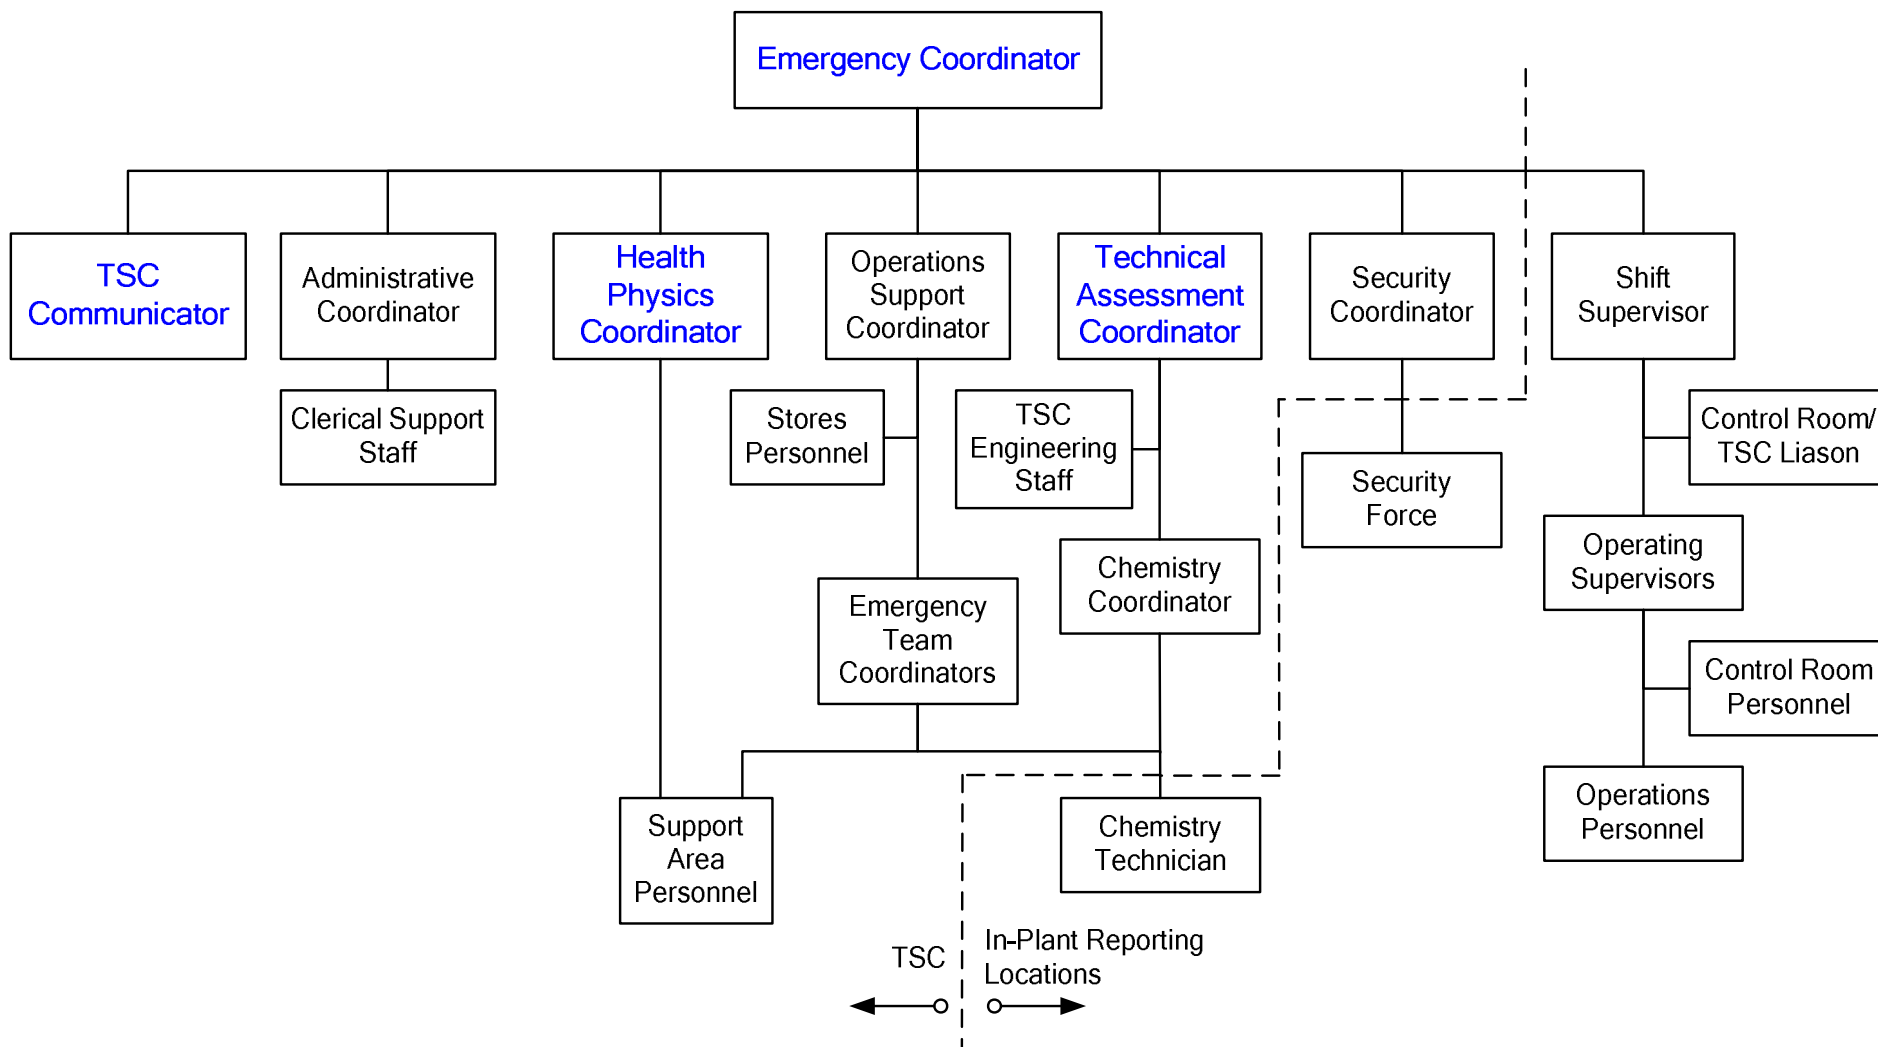 Emergency Coordinator
TSC
Communicator
Administrative
Coordinator
Health
Physics
Coordinator
Operations
Support
Coordinator
Technical
Assessment
Coordinator
Security
Coordinator
Shift
Supervisor
Clerical Support
Staff
Stores
Personnel
TSC
Engineering
Staff
Control Room/
TSC Liason
Security
Force
Operating
Supervisors
Chemistry
Coordinator
Emergency
Team
Coordinators
Control Room
Personnel
Operations
Personnel
Support
Area
Personnel
Chemistry
Technician
TSC
In-Plant Reporting
Locations